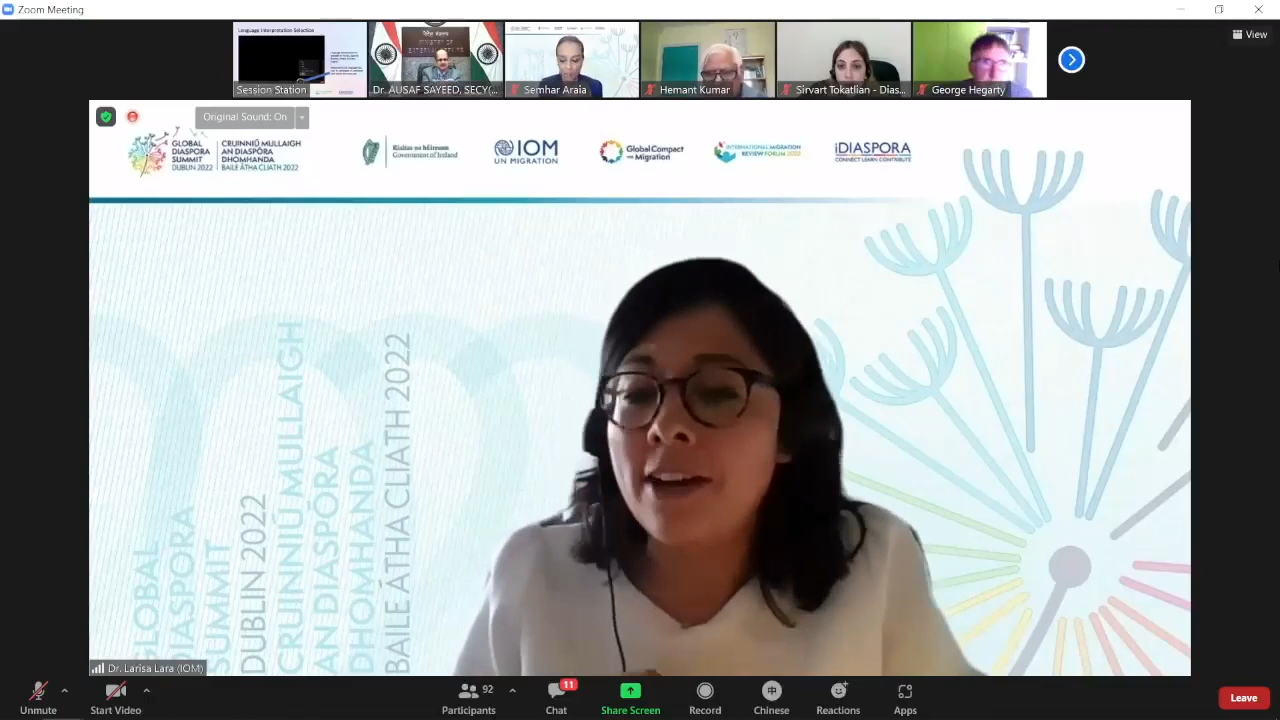 Zoom Meeting
View
Language Interpretation Selection
Session Station
Dr. AUSAF SAYEED, SECY(...
Semhar Araia
Hemant Kumar
Sirvart Tokatlian - Dias...
George Hegarty
Original Sound: On
GLOBAL
DIASPORA
SUMMIT
DUBLIN 2022
CRUINNIÚ MULLAIGH
AN DIASPÓRA
DHOMHANDA
BAILE ÁTHA CLIATH 2022
Rialtas na hÉireann
Government of Ireland
IOM
UN MIGRATION
Global Compact
Migration
INTERNATIONAL MIGRATION
REVIEW FORUM 2022
iDIASPORA
CONNECT LEARN CONTRIBUTE
GLOBAL
DIASPORA
SUMMIT
DUBLIN 2022
CRUINNIÚ MULLAIGH
AN DIASPÓRA
DHOMHANDA
BAILE ÁTHA CLIATH 2022
Dr. Larisa Lara (IOM)
Unmute
Start Video
92
Participants
11
Chat
Share Screen
Record
中
Chinese
Reactions
Apps
Leave